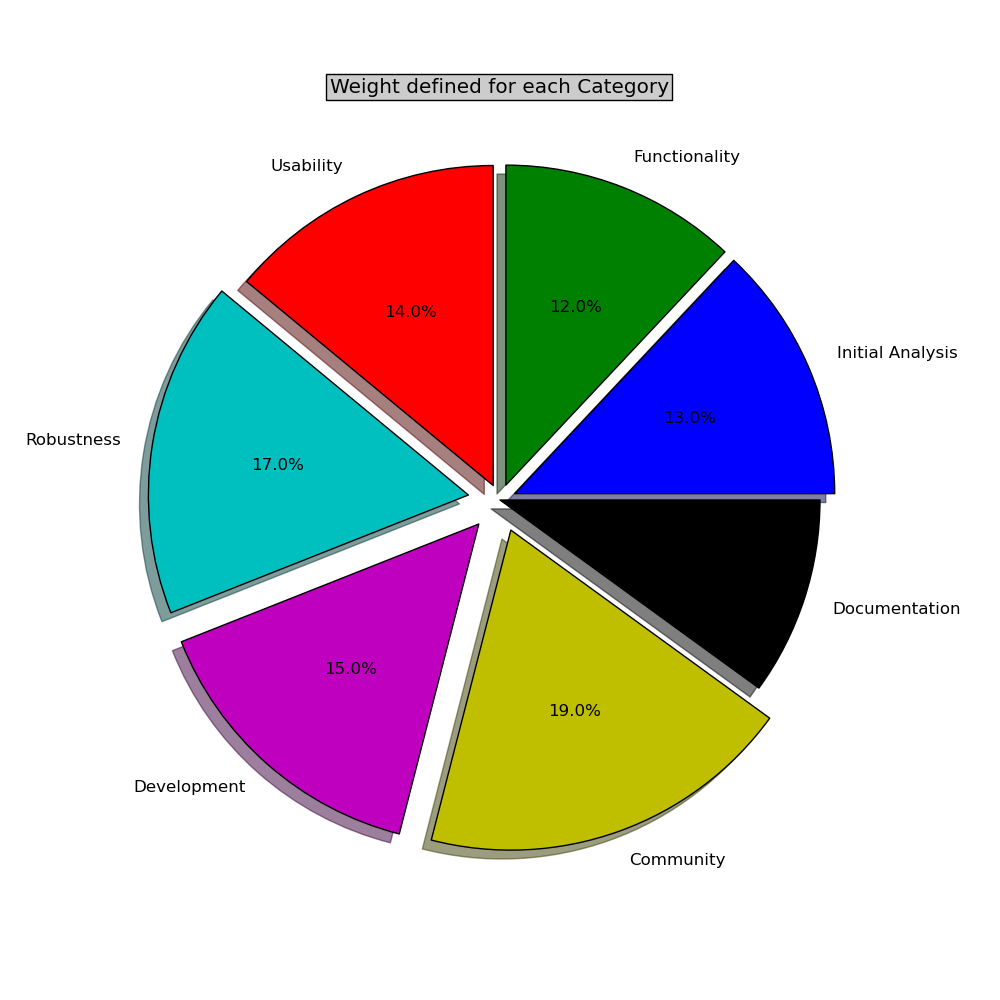 Weight defined for each Category
Functionality
Usability
12.0%
14.0%
Initial Analysis
13.0%
Robustness
17.0%
Documentation
15.0%
19.0%
Development
Community